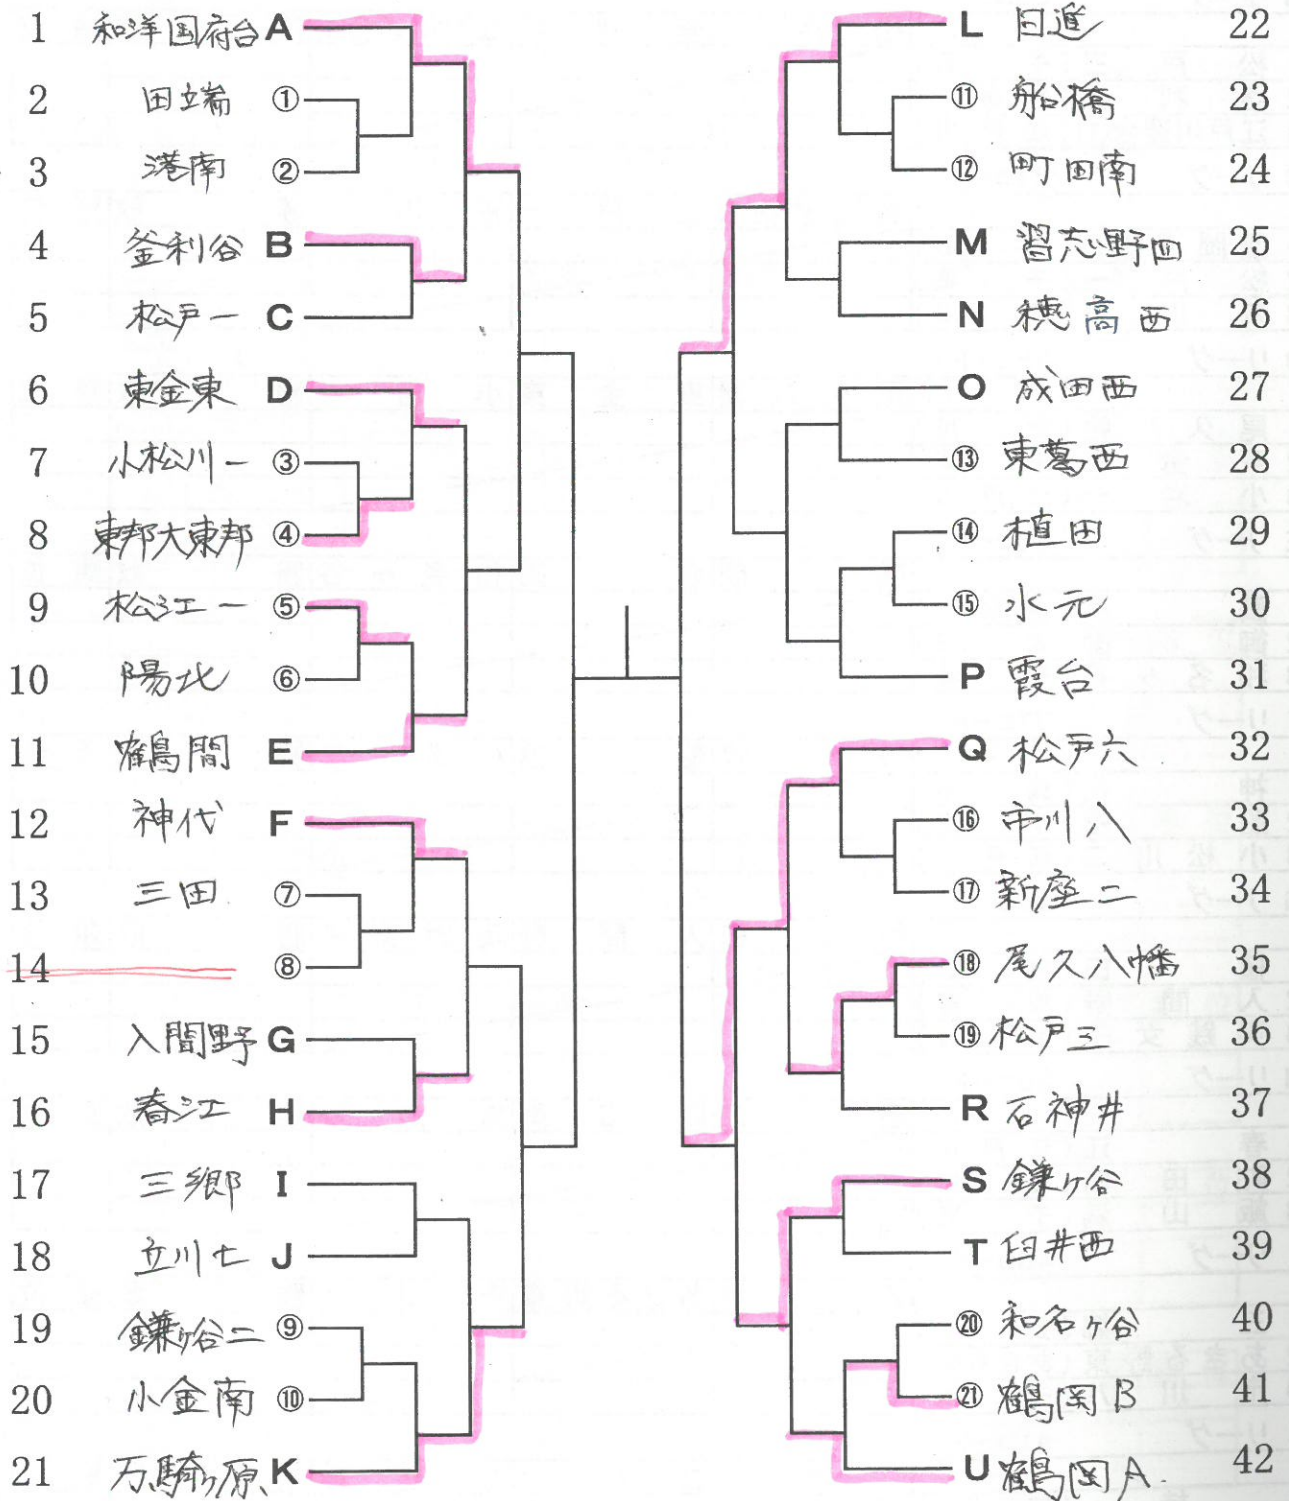 1 和洋国府台 A
2 田端 ①
3 港南 ②
4 釜利谷 B
5 松戸一 C
6 東金東 D
7 小松川一 ③
8 東邦大東邦 ④
9 松江一 ⑤
10 陽北 ⑥
11 鶴間 E
12 神代 F
13 三田 ⑦
14 ⑧
15 入間野 G
16 春江 H
17 三郷 I
18 立川七 J
19 鎌ヶ谷二 ⑨
20 小金南 ⑩
21 万騎ヶ原 K
L 日進 22
⑪ 船橋 23
⑫ 町田南 24
M 習志野四 25
N 穂高西 26
O 成田西 27
⑬ 東葛西 28
⑭ 植田 29
⑮ 水元 30
P 霞台 31
Q 松戸六 32
⑯ 市川八 33
⑰ 新座二 34
⑱ 尾久八幡 35
⑲ 松戸三 36
R 石神井 37
S 鎌ヶ谷 38
T 臼井西 39
⑳ 和名ヶ谷 40
㉑ 鶴岡B 41
U 鶴岡A 42